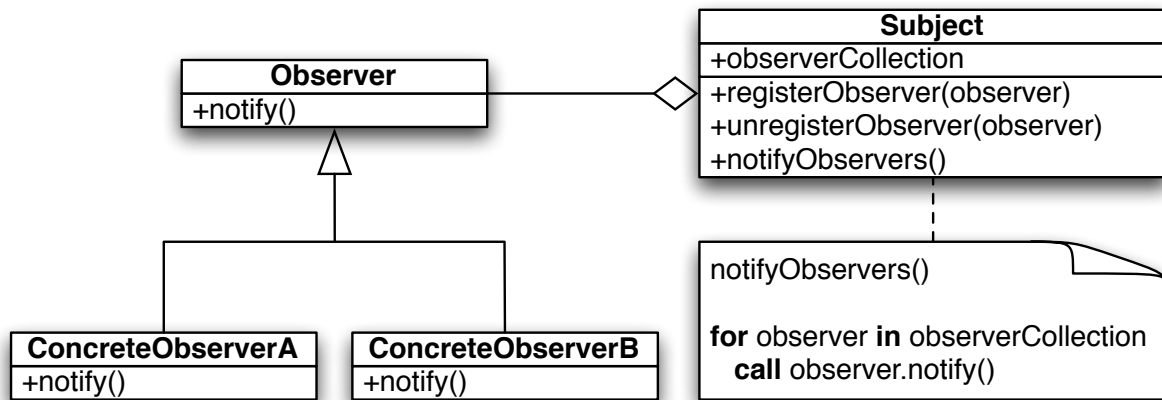 Observer
+notify()
Subject
+observerCollection
+registerObserver(observer)
+unregisterObserver(observer)
+notifyObservers()
ConcreteObserverA
+notify()
ConcreteObserverB
+notify()
notifyObservers()
for observer in observerCollection
call observer.notify()